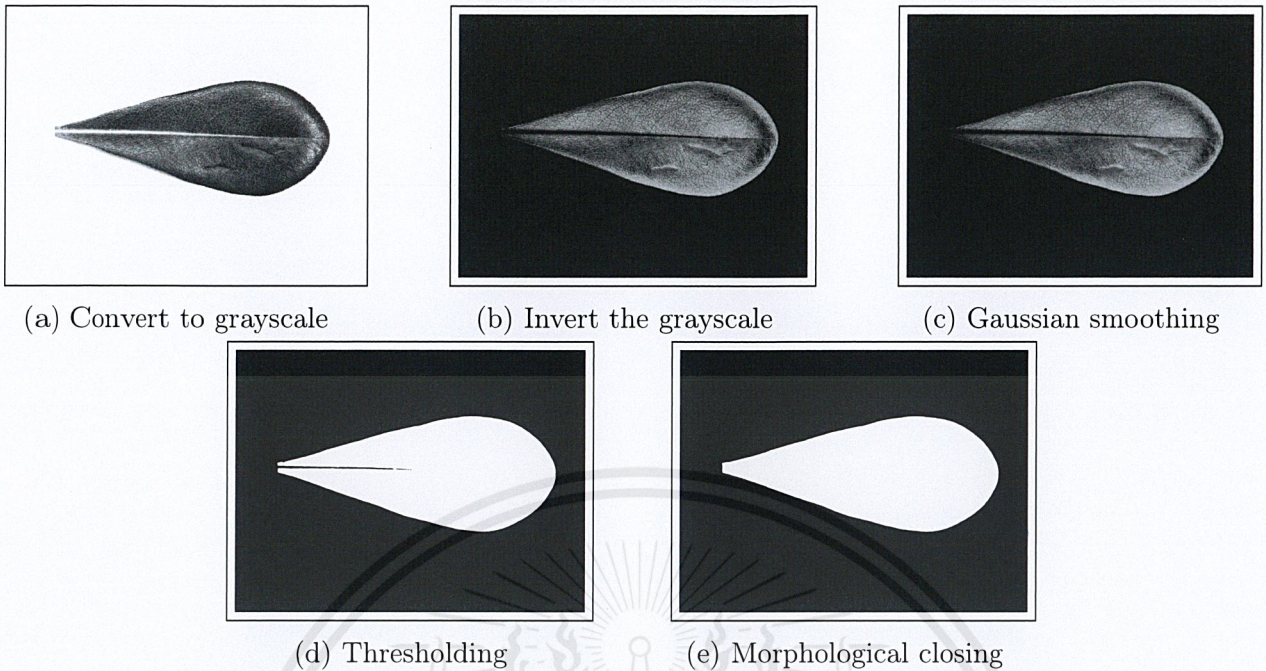 (a) Convert to grayscale
(b) Invert the grayscale
(c) Gaussian smoothing
(d) Thresholding
(e) Morphological closing